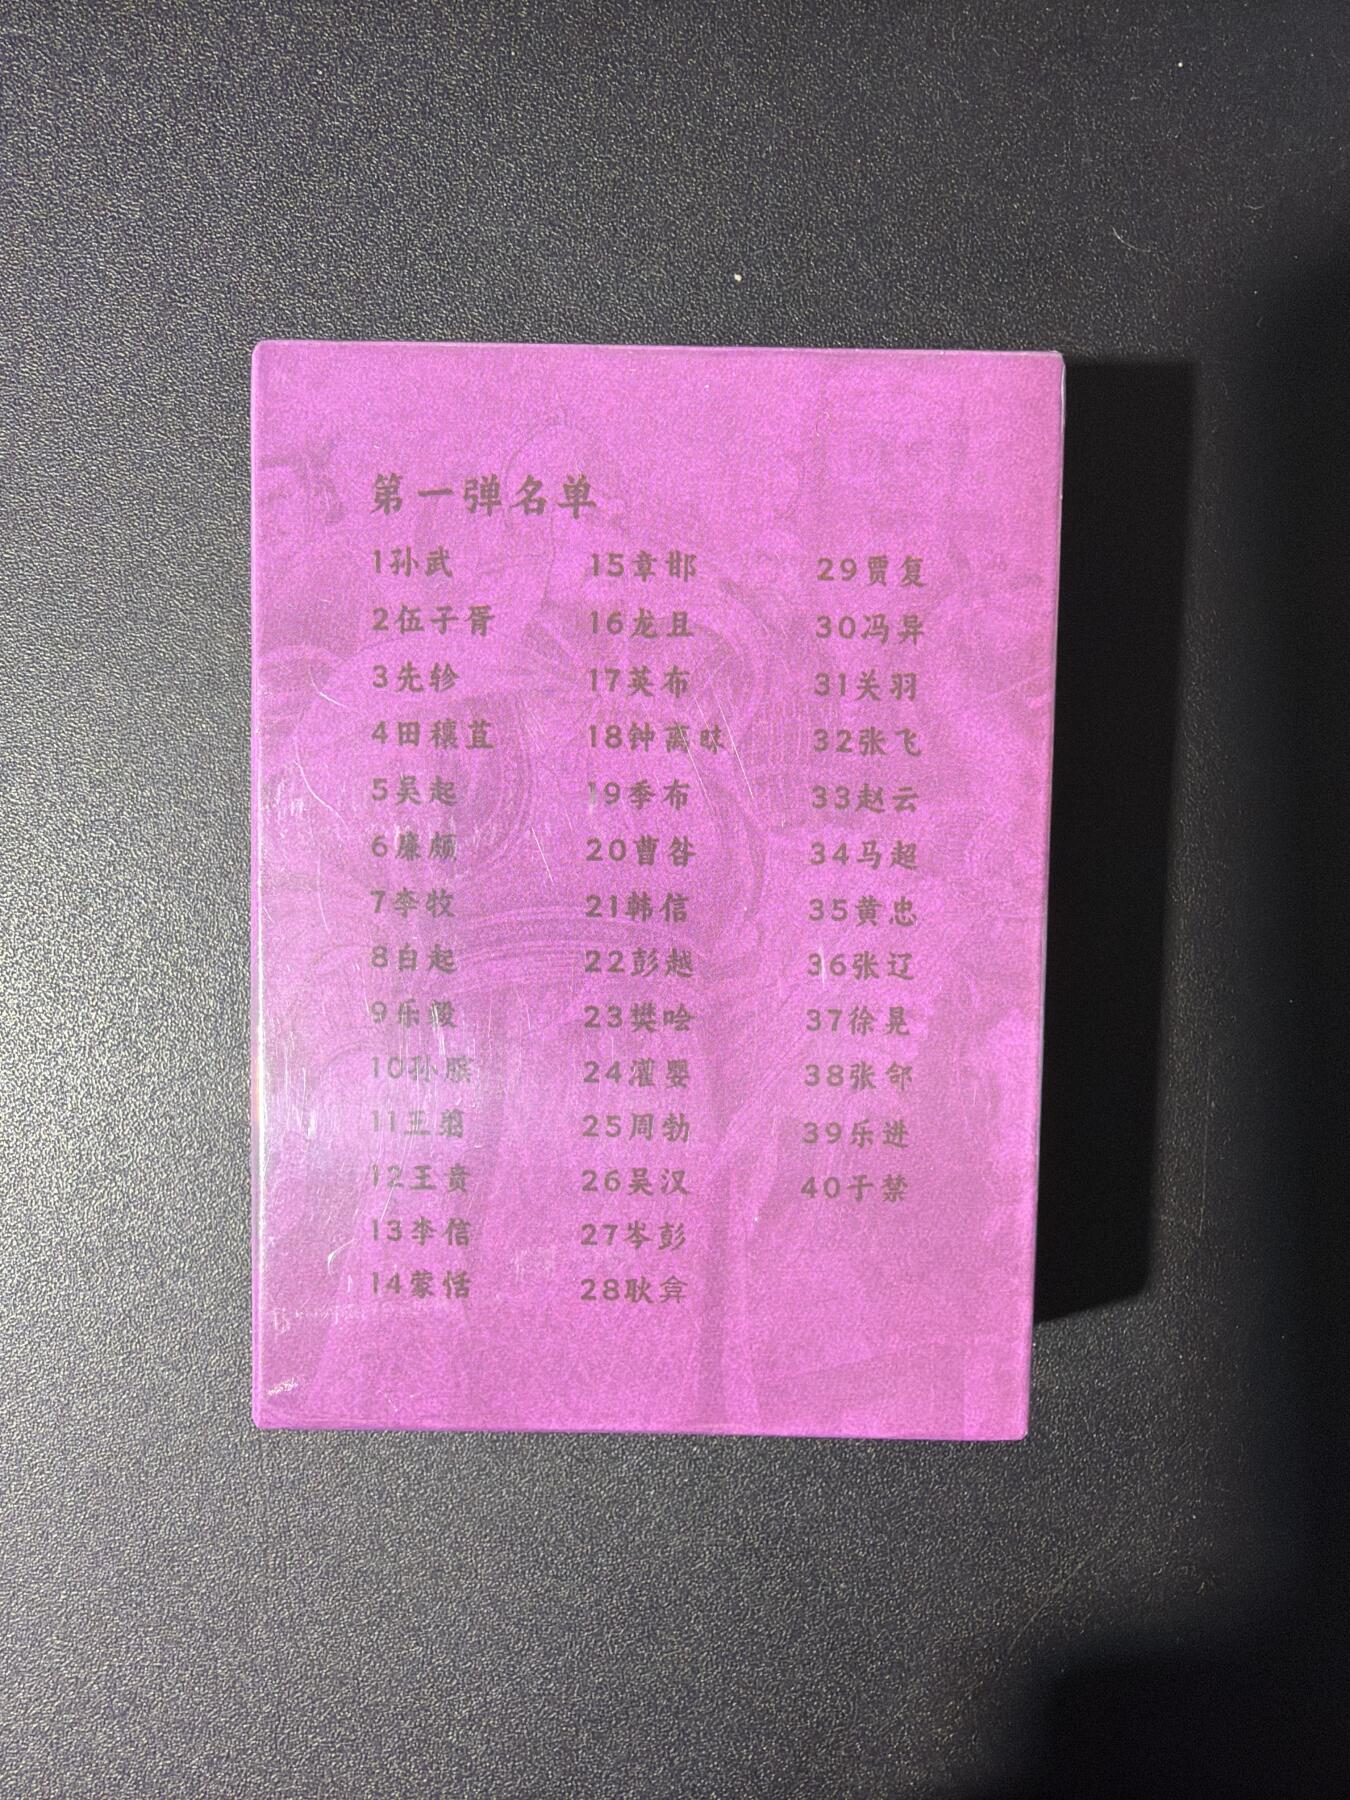 第一弹名单
1孙武
2伍子胥
3先轸
4田穰苴
5吴起
6廉颇
7李牧
8白起
9乐毅
10孙膑
11王翦
12王贲
13李信
14蒙恬
15章邯
16龙且
17英布
18钟离眛
19季布
20曹咎
21韩信
22彭越
23樊哙
24灌婴
25周勃
26吴汉
27岑彭
28耿弇
29贾复
30冯异
31关羽
32张飞
33赵云
34马超
35黄忠
36张辽
37徐晃
38张郃
39乐进
40于禁